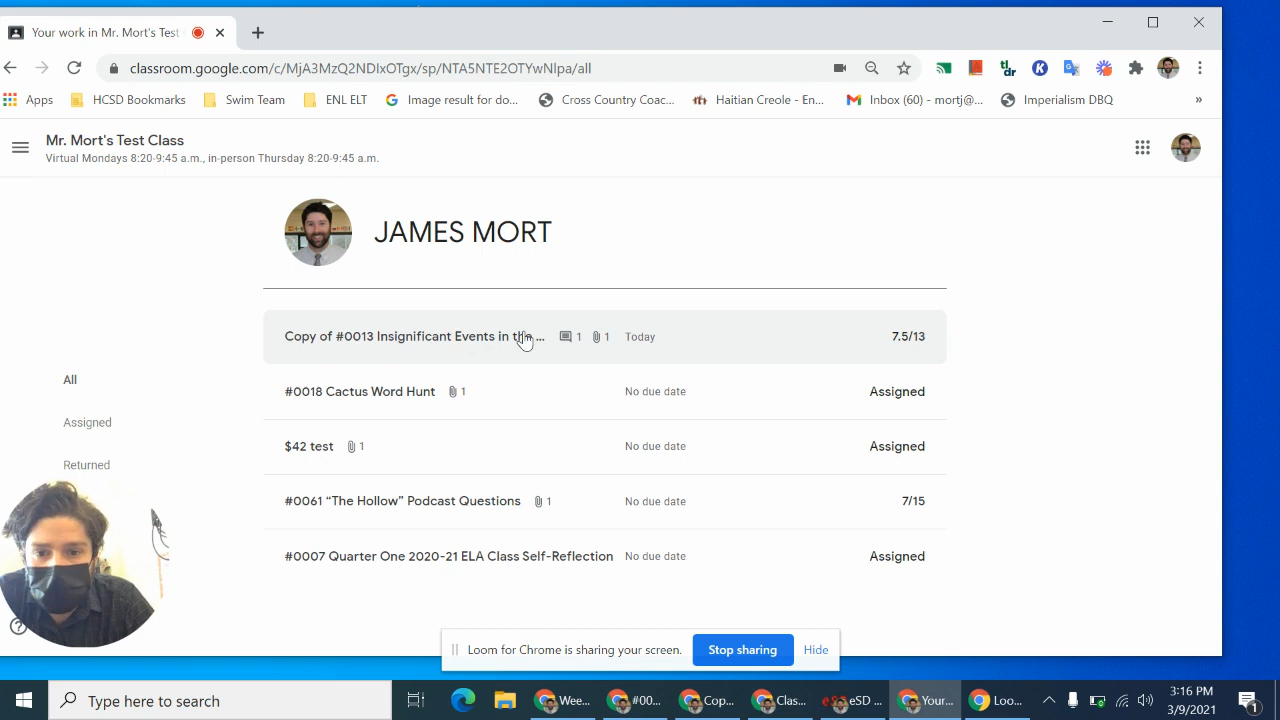 Your work in Mr. Mort's Test
classroom.google.com/c/MjA3MzQ2NDIxOTgx/sp/NTA5NTE2OTYwNlpa/all
Apps HCSD Bookmarks Swim Team ENL ELT Image result for do... Cross Country Coac... Haitian Creole - En... Inbox (60) - mortj@... Imperialism DBQ »
Mr. Mort's Test Class
Virtual Mondays 8:20-9:45 a.m., in-person Thursday 8:20-9:45 a.m.
JAMES MORT
Copy of #0013 Insignificant Events in the ... 1 1 Today 7.5/13
All
#0018 Cactus Word Hunt 1 No due date Assigned
Assigned
$42 test 1 No due date Assigned
Returned
#0061 “The Hollow” Podcast Questions 1 No due date 7/15
#0007 Quarter One 2020-21 ELA Class Self-Reflection No due date Assigned
Loom for Chrome is sharing your screen. Stop sharing Hide
Type here to search Wee... #00... Cop... Clas... eSD ... Your... Loo... 3:16 PM
3/9/2021 1